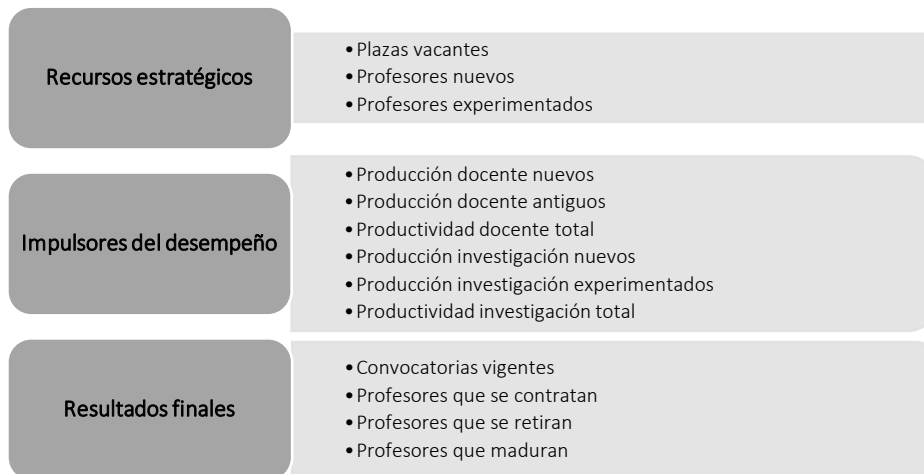 Recursos estratégicos
• Plazas vacantes
• Profesores nuevos
• Profesores experimentados
Impulsores del desempeño
• Producción docente nuevos
• Producción docente antiguos
• Productividad docente total
• Producción investigación nuevos
• Producción investigación experimentados
• Productividad investigación total
Resultados finales
• Convocatorias vigentes
• Profesores que se contratan
• Profesores que se retiran
• Profesores que maduran